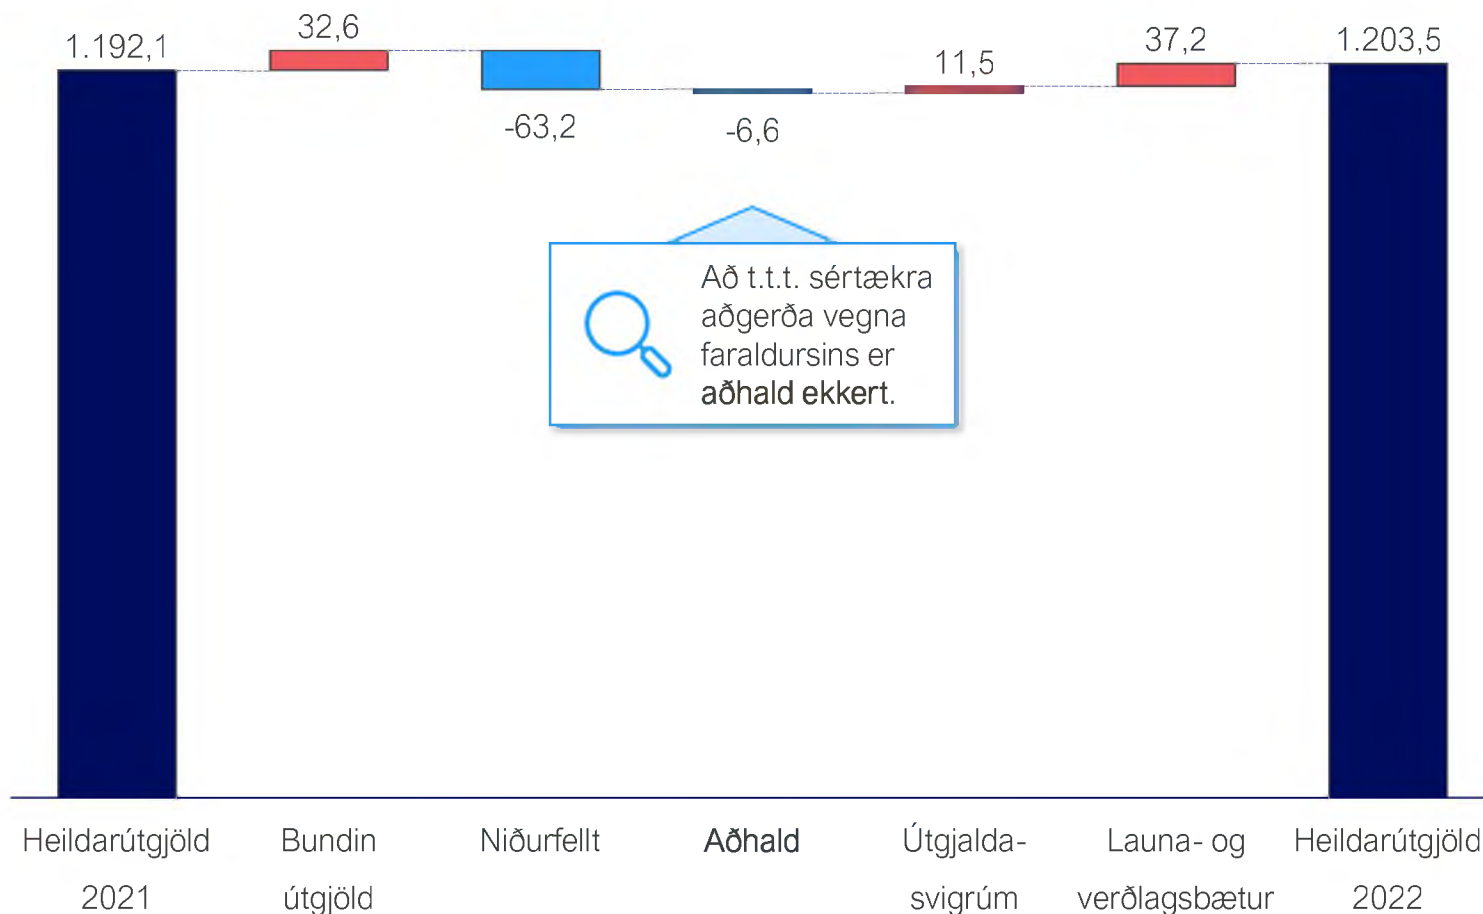 1.192,1
32,6
-63,2
-6,6
11,5
37,2
1.203,5
Að t.t.t. sértækra
aðgerða vegna
faraldursins er
aðhald ekkert.
Heildarútgjöld
2021
Bundin
útgjöld
Niðurfellt
Aðhald
Útgjalda-
svigrúm
Launa- og
verðlagsbætur
Heildarútgjöld
2022